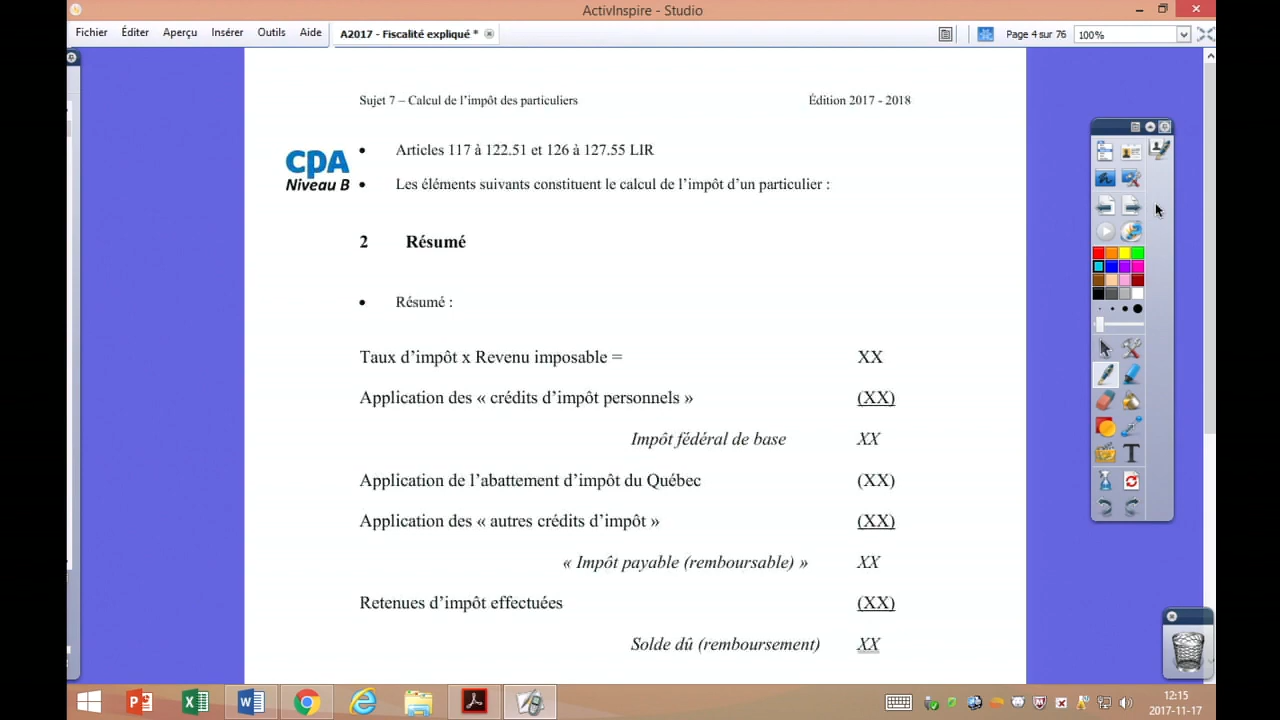 ActivInspire - Studio
Fichier Éditer Aperçu Insérer Outils Aide A2017 - Fiscalité expliqué * Page 4 sur 76 100%
Sujet 7 – Calcul de l’impôt des particuliers Édition 2017 - 2018
CPA
Niveau B
• Articles 117 à 122.51 et 126 à 127.55 LIR
• Les éléments suivants constituent le calcul de l’impôt d’un particulier :
2 Résumé
• Résumé :
Taux d’impôt x Revenu imposable = XX
Application des « crédits d’impôt personnels » (XX)
Impôt fédéral de base XX
Application de l’abattement d’impôt du Québec (XX)
Application des « autres crédits d’impôt » (XX)
« Impôt payable (remboursable) » XX
Retenues d’impôt effectuées (XX)
Solde dû (remboursement) XX
12:15
2017-11-17